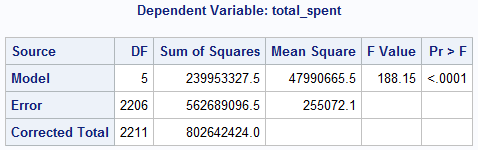 Dependent Variable: total_spent
Source DF Sum of Squares Mean Square F Value Pr > F
Model 5 239953327.5 47990665.5 188.15 <.0001
Error 2206 562689096.5 255072.1
Corrected Total 2211 802642424.0